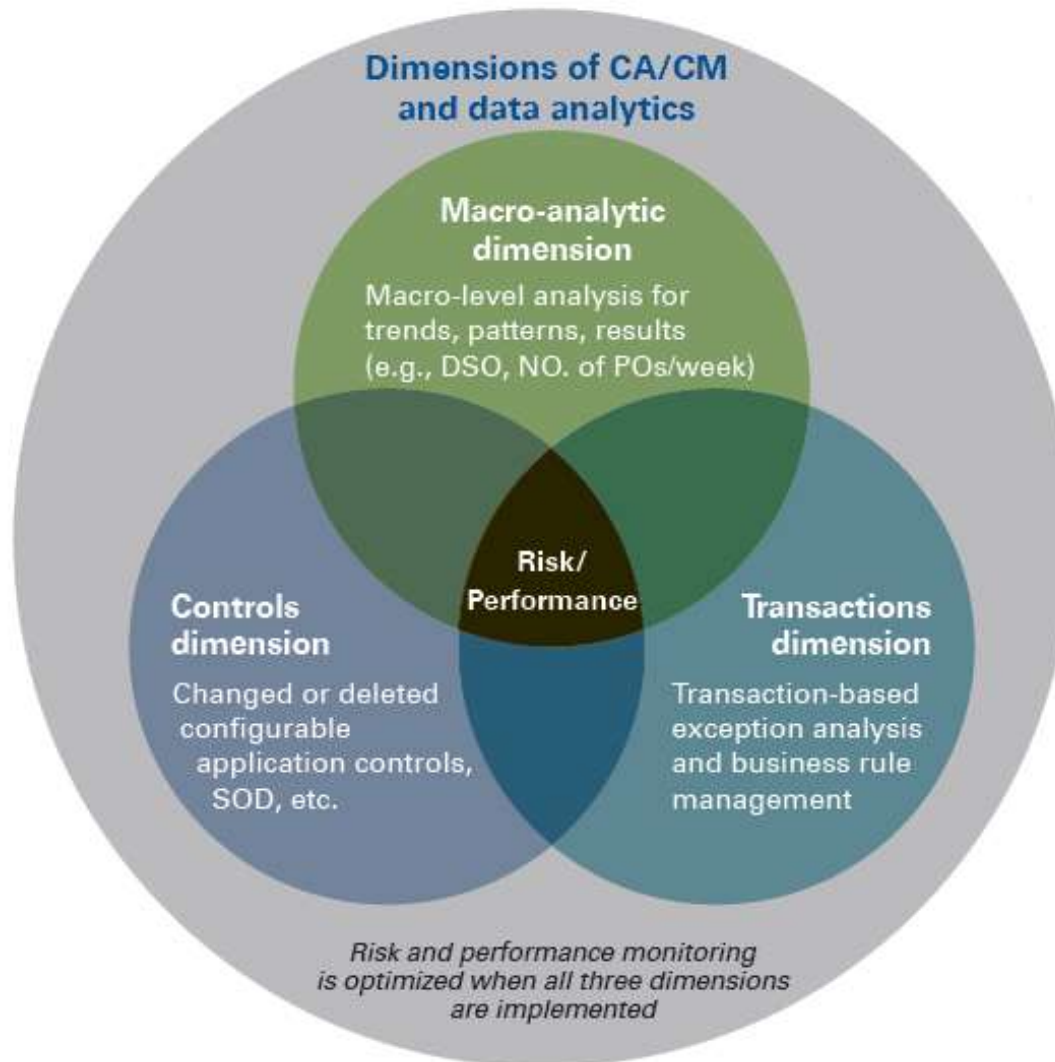 Dimensions of CA/CM
and data analytics
Macro-analytic
dimension
Macro-level analysis for
trends, patterns, results
(e.g., DSO, NO. of POs/week)
Risk/
Performance
Controls
dimension
Changed or deleted
configurable
application controls,
SOD, etc.
Transactions
dimension
Transaction-based
exception analysis
and business rule
management
Risk and performance monitoring
is optimized when all three dimensions
are implemented